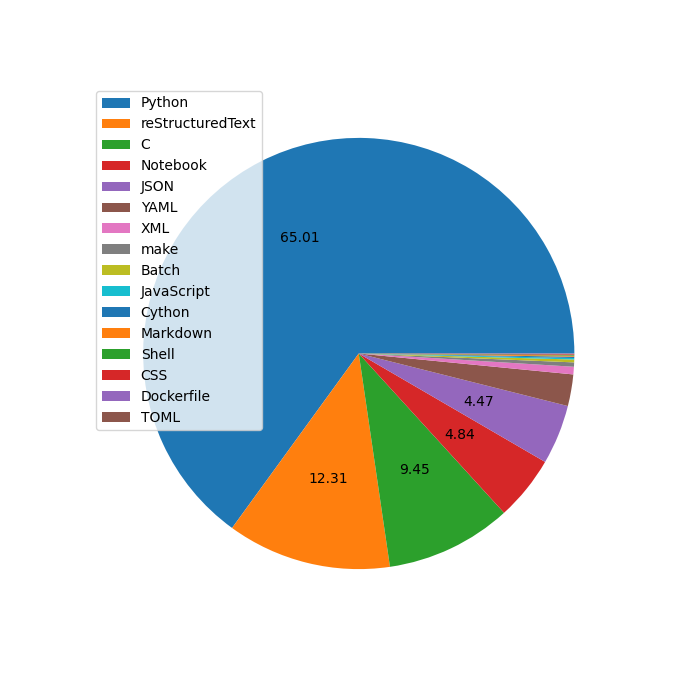 Python
reStructuredText
C
Notebook
JSON
YAML
XML
make
Batch
JavaScript
Cython
Markdown
Shell
CSS
Dockerfile
TOML
65.01
12.31
9.45
4.84
4.47